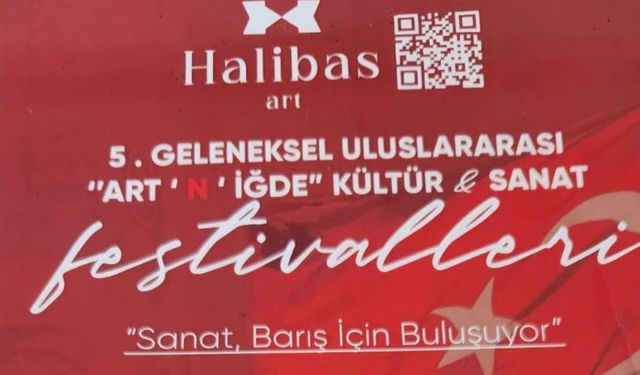 Halibas
art
5 . GELENEKSEL ULUSLARARASI
"ART ' N ' İĞDE" KÜLTÜR & SANAT
festivalleri
"Sanat, Barış İçin Buluşuyor"